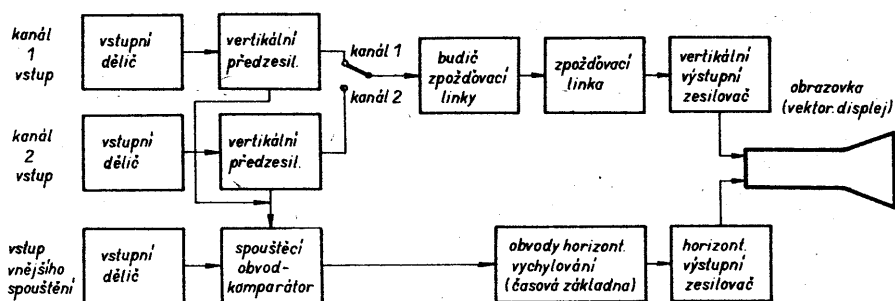 kanál
1
vstup
vstupní
dělič
vertikální
předzesil.
kanál 1
kanál 2
budič
zpožďovací
linky
zpožďovací
linka
vertikální
výstupní
zesilovač
obrazovka
(vektor. displej)
kanál
2
vstup
vstupní
dělič
vertikální
předzesil.
vstup
vnějšího
spouštění
vstupní
dělič
spouštěcí
obvod-
komparátor
obvody horizont.
vychylování
(časová základna)
horizont.
výstupní
zesilovač